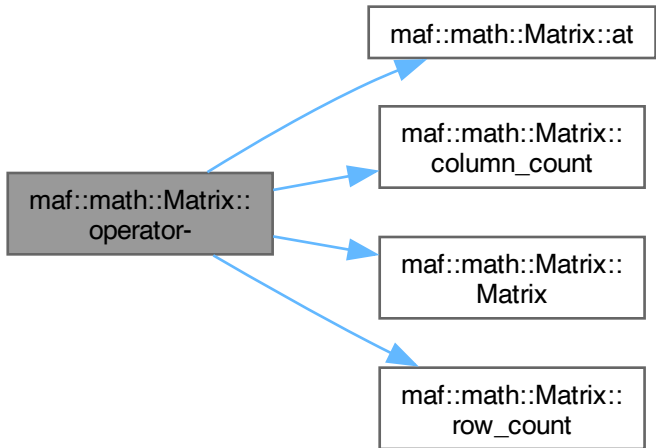 maf::math::Matrix::at
maf::math::Matrix::
column_count
maf::math::Matrix::
operator-
maf::math::Matrix::
Matrix
maf::math::Matrix::
row_count